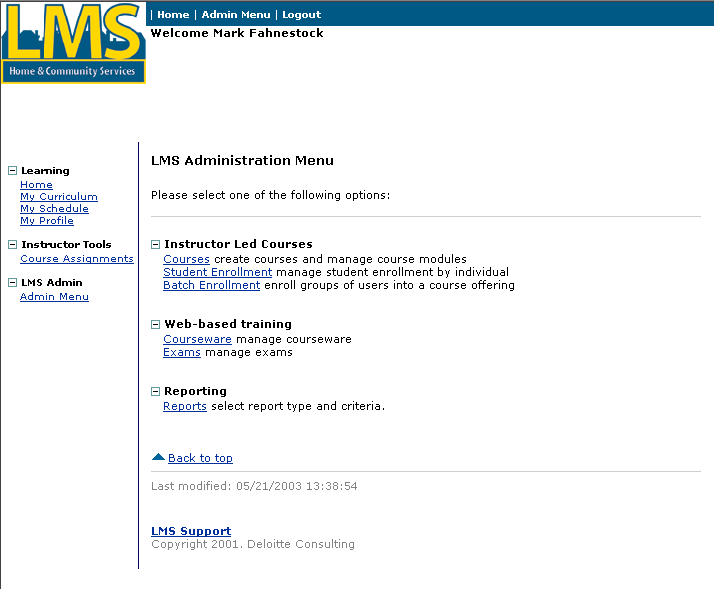 LMS
Home & Community Services
| Home | Admin Menu | Logout
Welcome Mark Fahnestock
Learning
Home
My Curriculum
My Schedule
My Profile
Instructor Tools
Course Assignments
LMS Admin
Admin Menu
LMS Administration Menu
Please select one of the following options:
Instructor Led Courses
Courses create courses and manage course modules
Student Enrollment manage student enrollment by individual
Batch Enrollment enroll groups of users into a course offering
Web-based training
Courseware manage courseware
Exams manage exams
Reporting
Reports select report type and criteria.
Back to top
Last modified: 05/21/2003 13:38:54
LMS Support
Copyright 2001. Deloitte Consulting